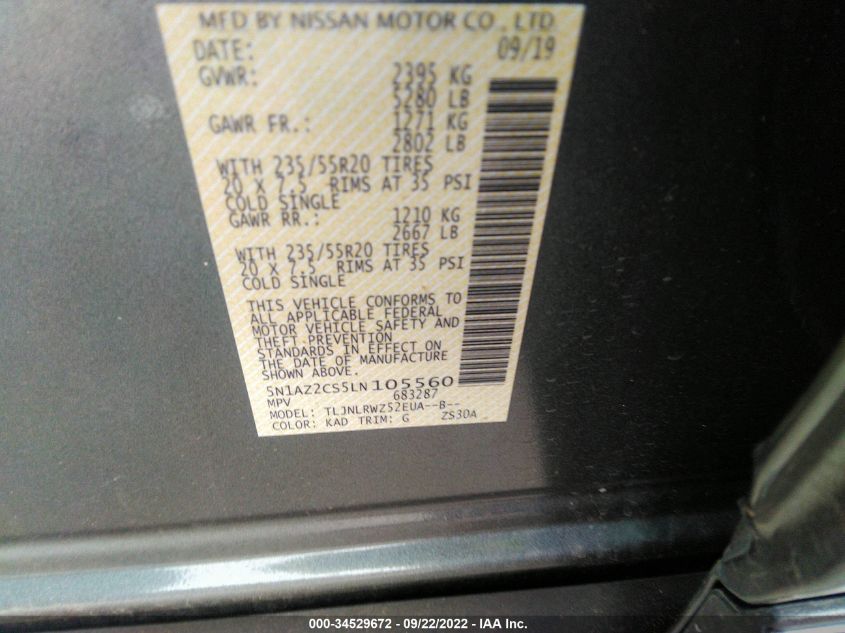 MFD BY NISSAN MOTOR CO., LTD
DATE: 09/19
GVWR: 2395 KG
5280 LB
GAWR FR.: 1271 KG
2802 LB
WITH 235/55R20 TIRES
20 X 7.5 RIMS AT 35 PSI
COLD SINGLE
GAWR RR.: 1210 KG
2667 LB
WITH 235/55R20 TIRES
20 X 7.5 RIMS AT 35 PSI
COLD SINGLE
THIS VEHICLE CONFORMS TO
ALL APPLICABLE FEDERAL
MOTOR VEHICLE SAFETY AND
THEFT PREVENTION
STANDARDS IN EFFECT ON
THE DATE OF MANUFACTURE
SHOWN ABOVE.
5N1AZ2CS5LN105560
MPV 683287
MODEL: TLJNLRWZ52EUA--B--
COLOR: KAD TRIM: G ZS30A
000-34529672 - 09/22/2022 - IAA Inc.